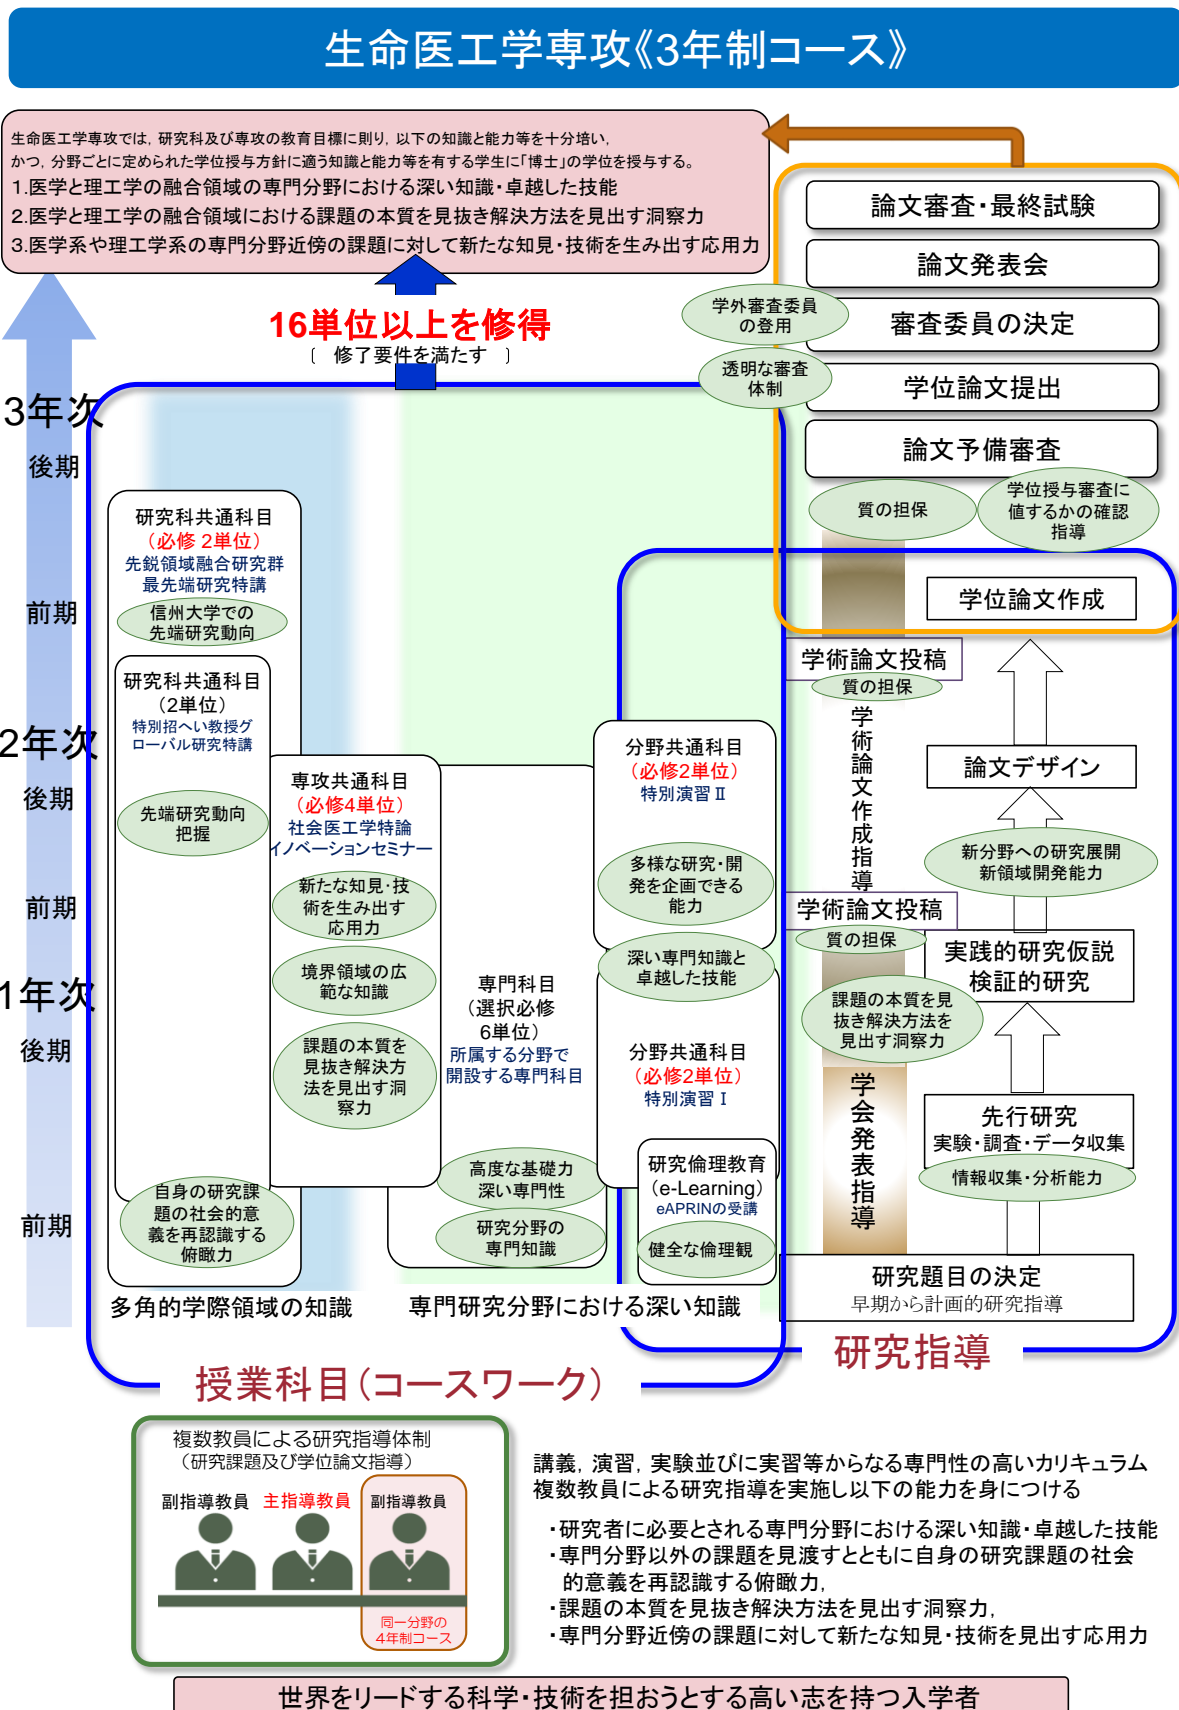 生命医工学専攻《3年制コース》
生命医工学専攻では，研究科及び専攻の教育目標に則り，以下の知識と能力等を十分培い，
かつ，分野ごとに定められた学位授与方針に適う知識と能力等を有する学生に「博士」の学位を授与する。
1.医学と理工学の融合領域の専門分野における深い知識・卓越した技能
2.医学と理工学の融合領域における課題の本質を見抜き解決方法を見出す洞察力
3.医学系や理工学系の専門分野近傍の課題に対して新たな知見・技術を生み出す応用力
16単位以上を修得
〔 修了要件を満たす 〕
論文審査・最終試験
論文発表会
審査委員の決定
学位論文提出
論文予備審査
学外審査委員
の登用
透明な審査
体制
質の担保
学位授与審査に
値するかの確認
指導
3年次
後期
前期
2年次
後期
前期
1年次
後期
前期
研究科共通科目
（必修 2単位）
先鋭領域融合研究群
最先端研究特講
信州大学での
先端研究動向
研究科共通科目
（2単位）
特別招へい教授グ
ローバル研究特講
先端研究動向
把握
自身の研究課
題の社会的意
義を再認識する
俯瞰力
専攻共通科目
（必修4単位）
社会医工学特論
イノベーションセミナー
新たな知見・技
術を生み出す
応用力
境界領域の広
範な知識
課題の本質を
見抜き解決方
法を見出す洞
察力
専門科目
（選択必修
6単位）
所属する分野で
開設する専門科目
高度な基礎力
深い専門性
研究分野の
専門知識
分野共通科目
（必修2単位）
特別演習Ⅱ
多様な研究・開
発を企画できる
能力
深い専門知識と
卓越した技能
分野共通科目
（必修2単位）
特別演習Ⅰ
研究倫理教育
（e-Learning）
eAPRINの受講
健全な倫理観
学位論文作成
学術論文投稿
質の担保
学術論文作成指導
論文デザイン
新分野への研究展開
新領域開発能力
学術論文投稿
質の担保
実践的研究仮説
検証的研究
課題の本質を見
抜き解決方法を
見出す洞察力
学会発表指導
先行研究
実験・調査・データ収集
情報収集・分析能力
研究題目の決定
早期から計画的研究指導
多角的学際領域の知識
専門研究分野における深い知識
研究指導
授業科目（コースワーク）
複数教員による研究指導体制
（研究課題及び学位論文指導）
副指導教員 主指導教員 副指導教員
同一分野の
4年制コース
講義，演習，実験並びに実習等からなる専門性の高いカリキュラム
複数教員による研究指導を実施し以下の能力を身につける
・研究者に必要とされる専門分野における深い知識・卓越した技能
・専門分野以外の課題を見渡すとともに自身の研究課題の社会
的意義を再認識する俯瞰力，
・課題の本質を見抜き解決方法を見出す洞察力，
・専門分野近傍の課題に対して新たな知見・技術を見出す応用力
世界をリードする科学・技術を担おうとする高い志を持つ入学者